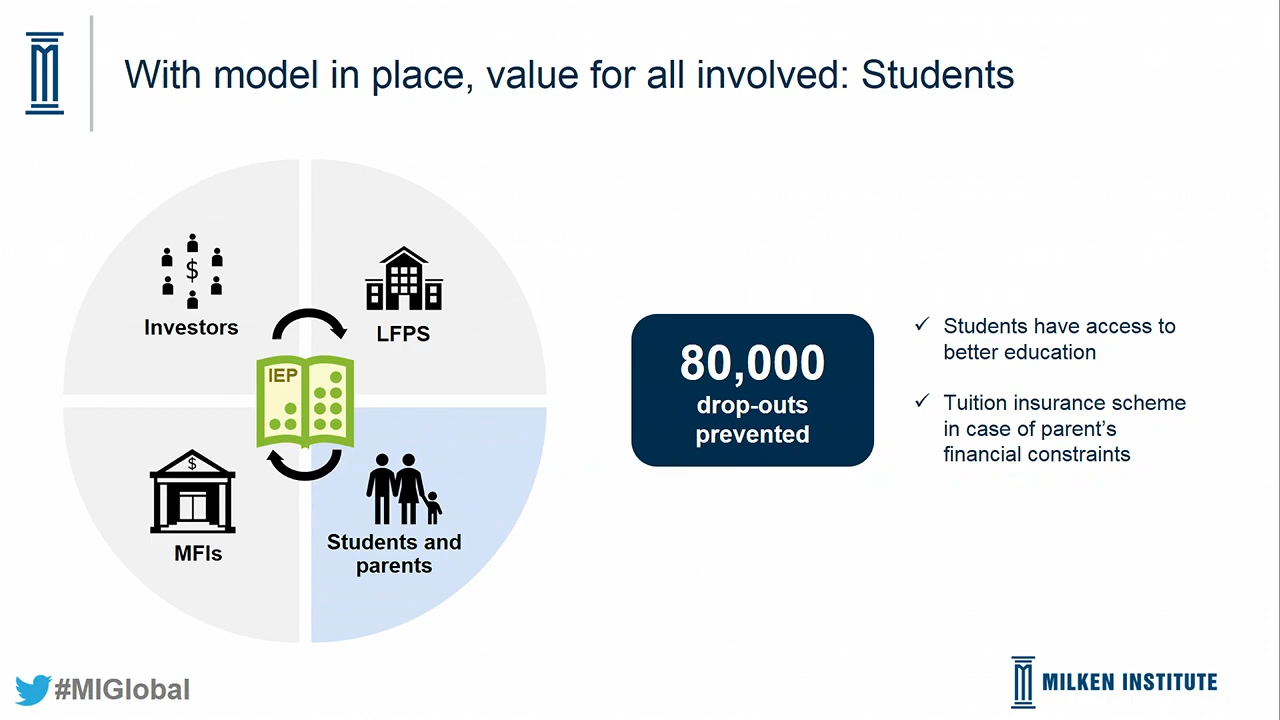 With model in place, value for all involved: Students
$
Investors
LFPS
IEP
$
MFIs
Students and
parents
80,000
drop-outs
prevented
✓ Students have access to
better education
✓ Tuition insurance scheme
in case of parent's
financial constraints
#MIGlobal
MILKEN INSTITUTE